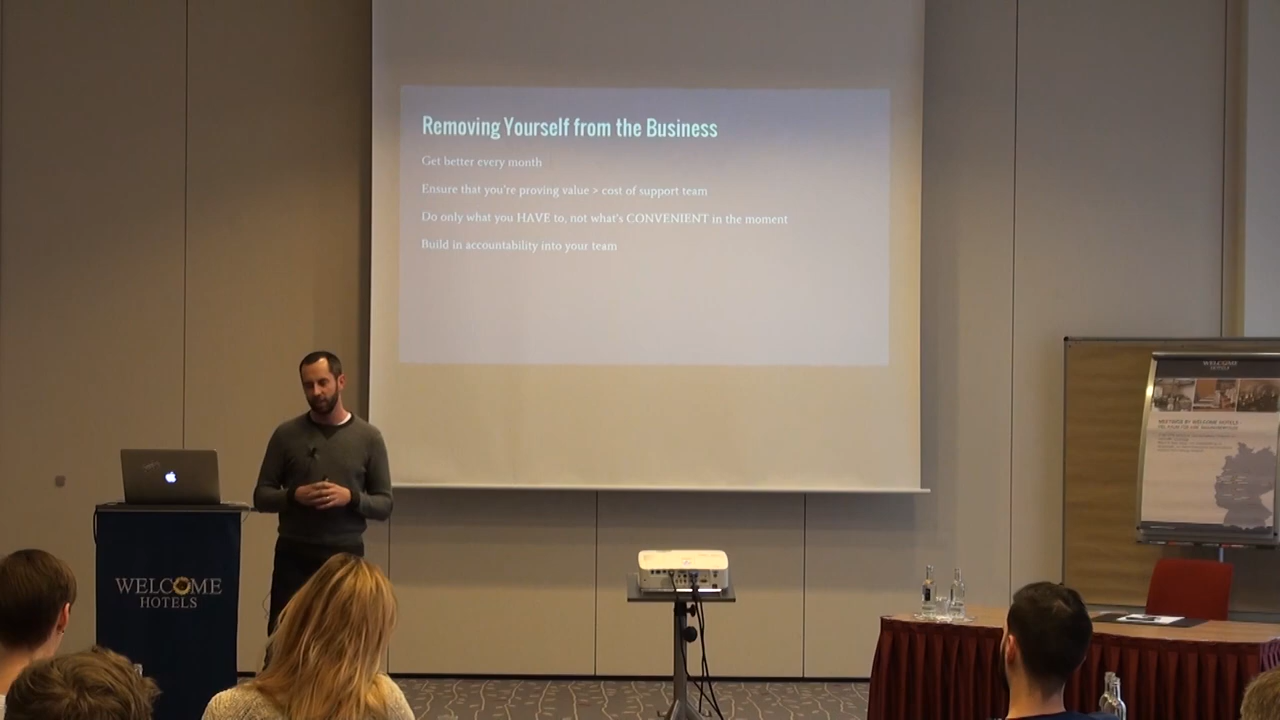 Removing Yourself from the Business
Get better every month
Ensure that you're proving value > cost of support team
Do only what you HAVE to, not what's CONVENIENT in the moment
Build in accountability into your team
WELCOME
HOTELS
WELCOME
HOTELS